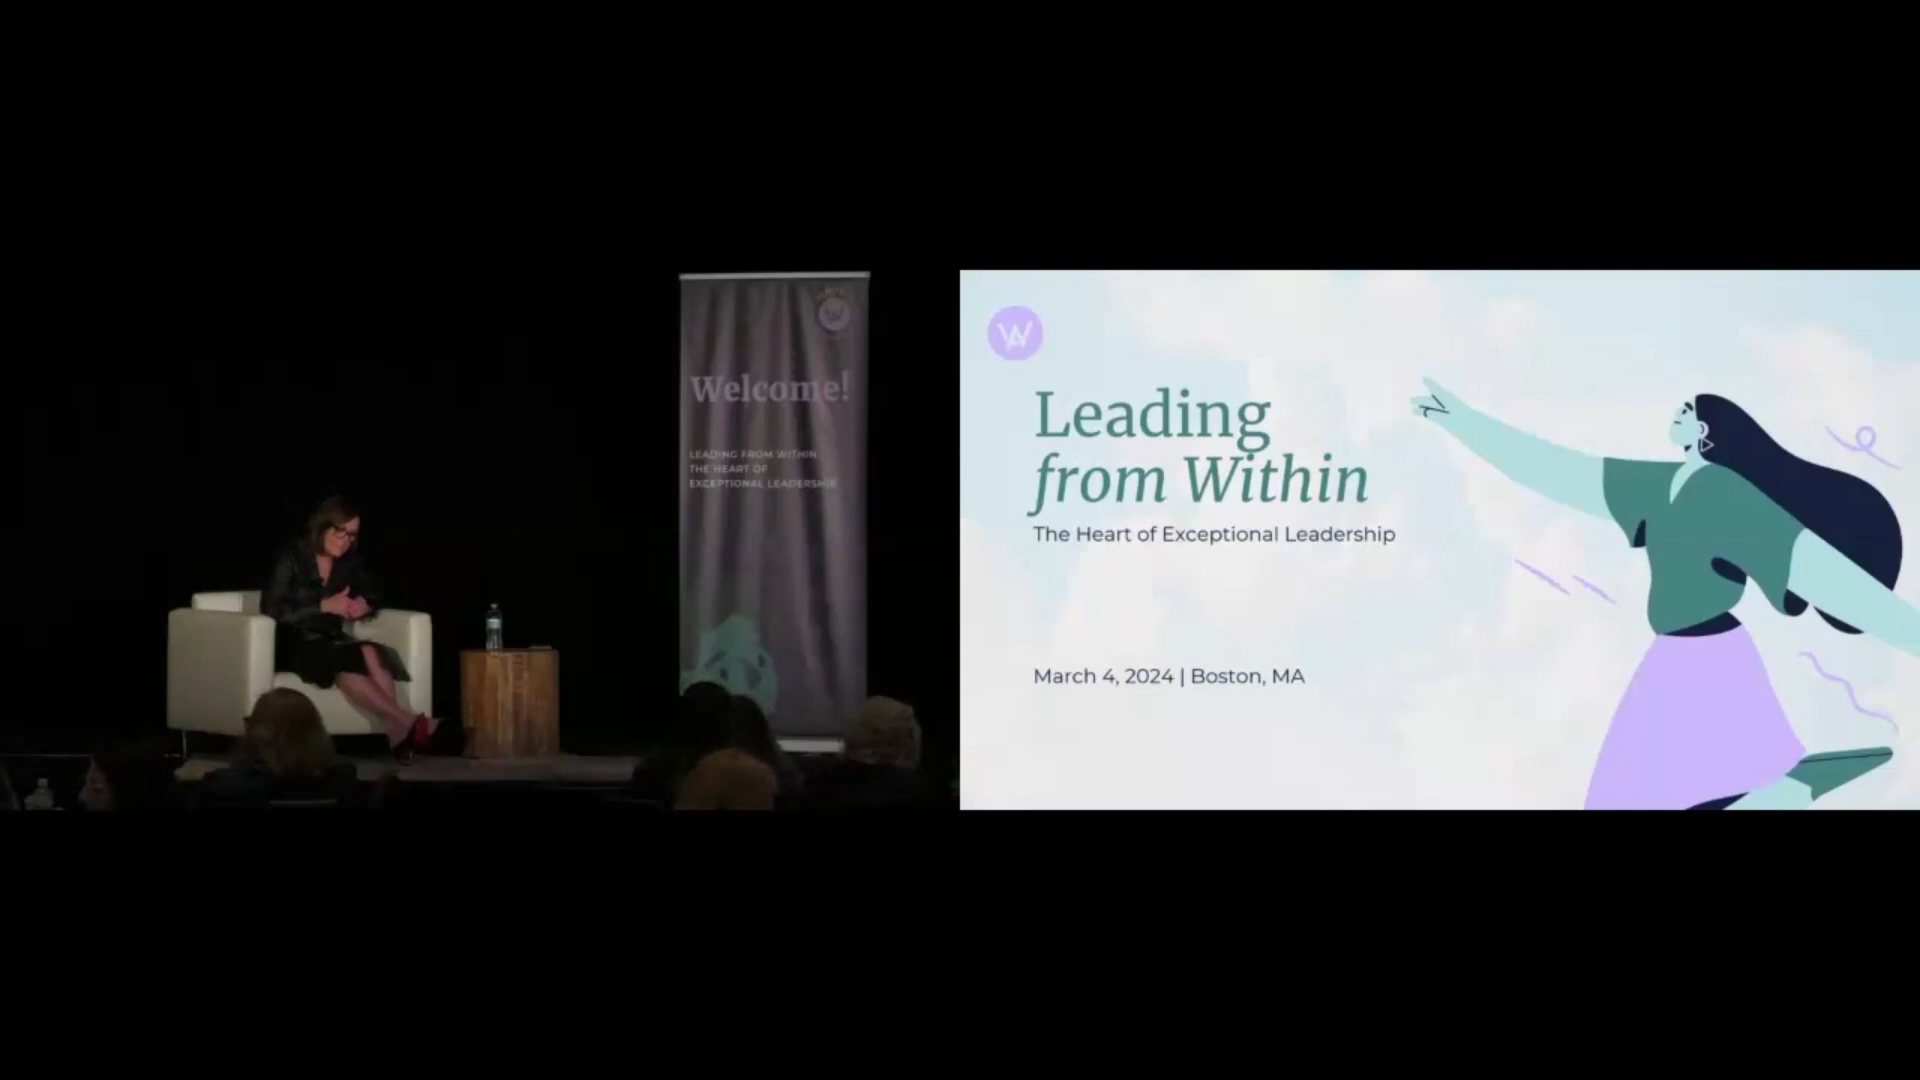 Welcome!
LEADING FROM WITHIN
THE HEART OF
EXCEPTIONAL LEADERSHIP
W
Leading
from Within
The Heart of Exceptional Leadership
March 4, 2024 | Boston, MA